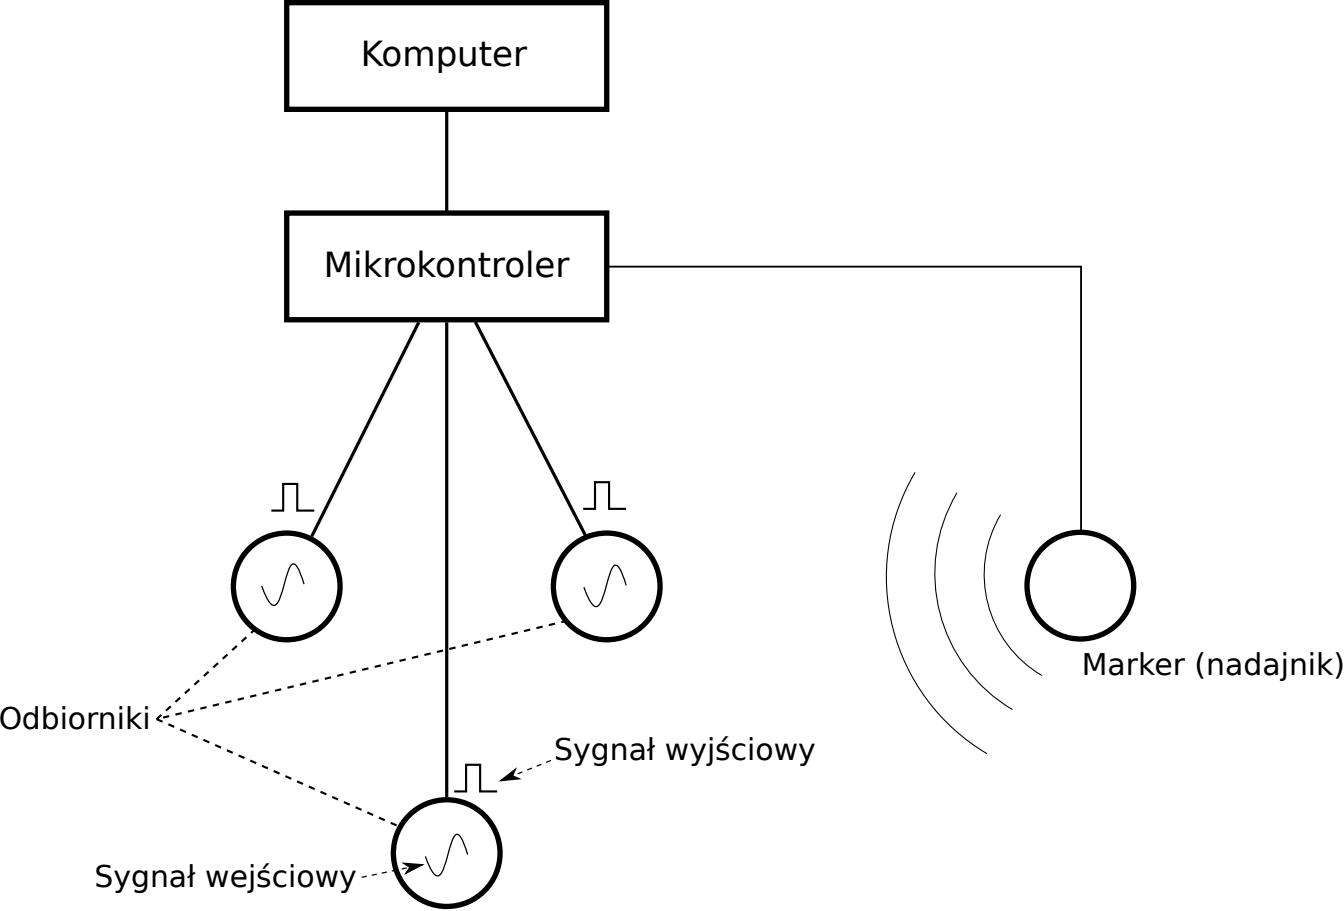 Komputer
Mikrokontroler
Marker (nadajnik)
Odbiorniki
Sygnał wyjściowy
Sygnał wejściowy